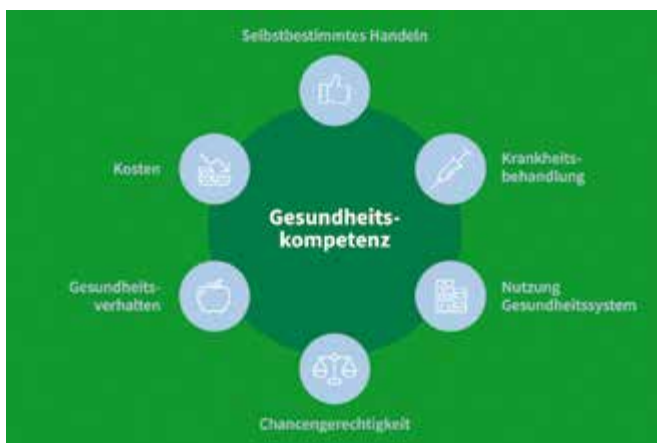 Selbstbestimmtes Handeln
Kosten
Krankheits-
behandlung
Gesundheits-
kompetenz
Gesundheits-
verhalten
Nutzung
Gesundheitssystem
Chancengerechtigkeit